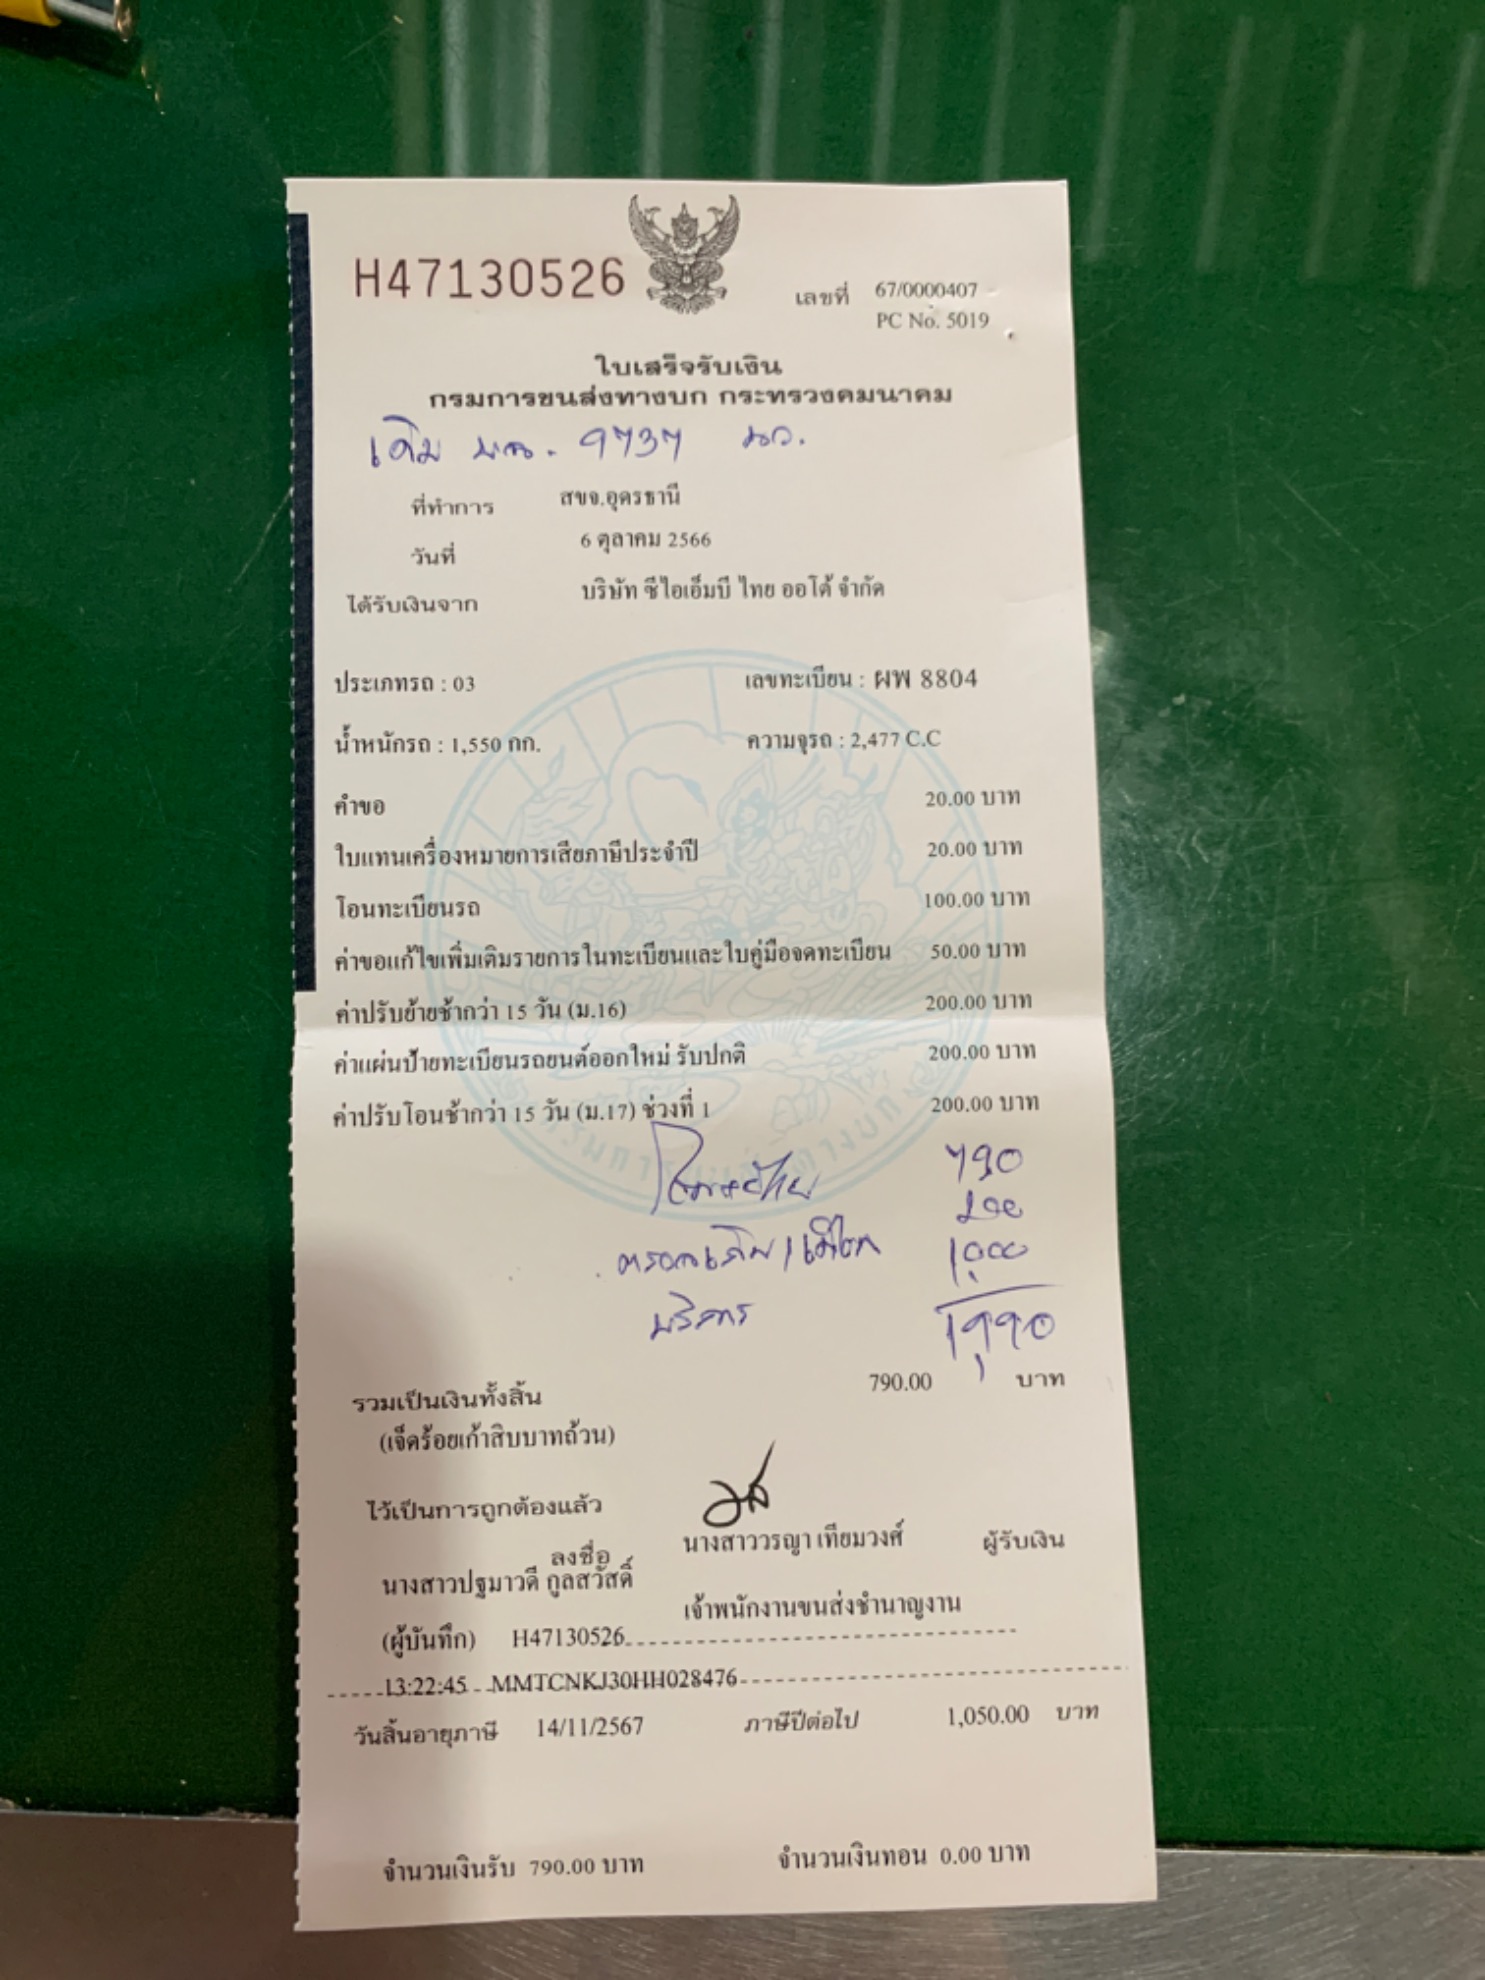 H47130526
เลขที่ 67/0000407
PC No. 5019
ใบเสร็จรับเงิน
กรมการขนส่งทางบก กระทรวงคมนาคม
เดิม 9737
ที่ทำการ สขจ.อุดรธานี
วันที่ 6 ตุลาคม 2566
ได้รับเงินจาก บริษัท ซีไอเอ็มบี ไทย ออโต้ จำกัด
ประเภทรถ : 03 เลขทะเบียน : ผพ 8804
น้ำหนักรถ : 1,550 กก. ความจุรถ : 2,477 C.C
คำขอ 20.00 บาท
ใบแทนเครื่องหมายการเสียภาษีประจำปี 20.00 บาท
โอนทะเบียนรถ 100.00 บาท
ค่าขอแก้ไขเพิ่มเติมรายการในทะเบียนและใบคู่มือจดทะเบียน 50.00 บาท
ค่าปรับย้ายช้ากว่า 15 วัน (ม.16) 200.00 บาท
ค่าแผ่นป้ายทะเบียนรถยนต์ออกใหม่ รับปกติ 200.00 บาท
ค่าปรับโอนช้ากว่า 15 วัน (ม.17) ช่วงที่ 1 200.00 บาท
790
200
1,000
บริการ 1,990
รวมเป็นเงินทั้งสิ้น 790.00 บาท
(เจ็ดร้อยเก้าสิบบาทถ้วน)
ไว้เป็นการถูกต้องแล้ว
ลงชื่อ นางสาววรญา เทียมวงศ์ ผู้รับเงิน
นางสาวปฐมาวดี กูลสวัสดิ์
เจ้าพนักงานขนส่งชำนาญงาน
(ผู้บันทึก) H47130526
13:22:45 MMTCNKJ30HH028476
วันสิ้นอายุภาษี 14/11/2567 ภาษีปีต่อไป 1,050.00 บาท
จำนวนเงินรับ 790.00 บาท จำนวนเงินทอน 0.00 บาท